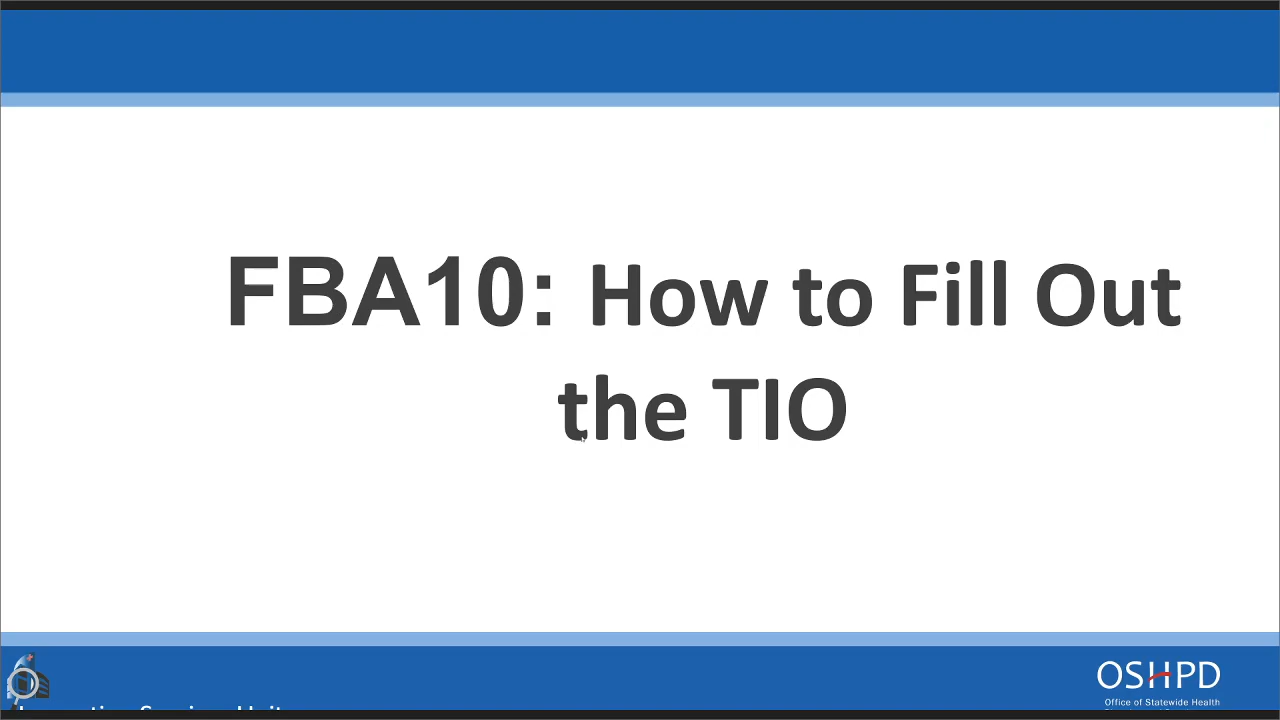 FBA10: How to Fill Out
the TIO
OSHPD
Office of Statewide Health